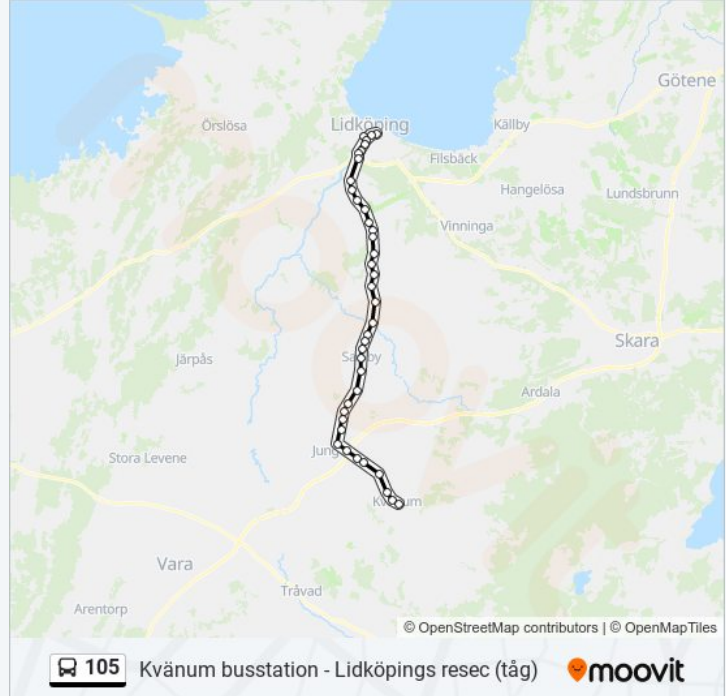 Götene
Örslösa
Lidköping
Källby
Filsbäck
Hangelösa
Lundsbrunn
Vinninga
Skara
Järpås
Ardala
Stora Levene
Vara
Tråvad
Arentorp
© OpenStreetMap contributors | © OpenMapTiles
105 Kvänum busstation - Lidköpings resec (tåg) moovit